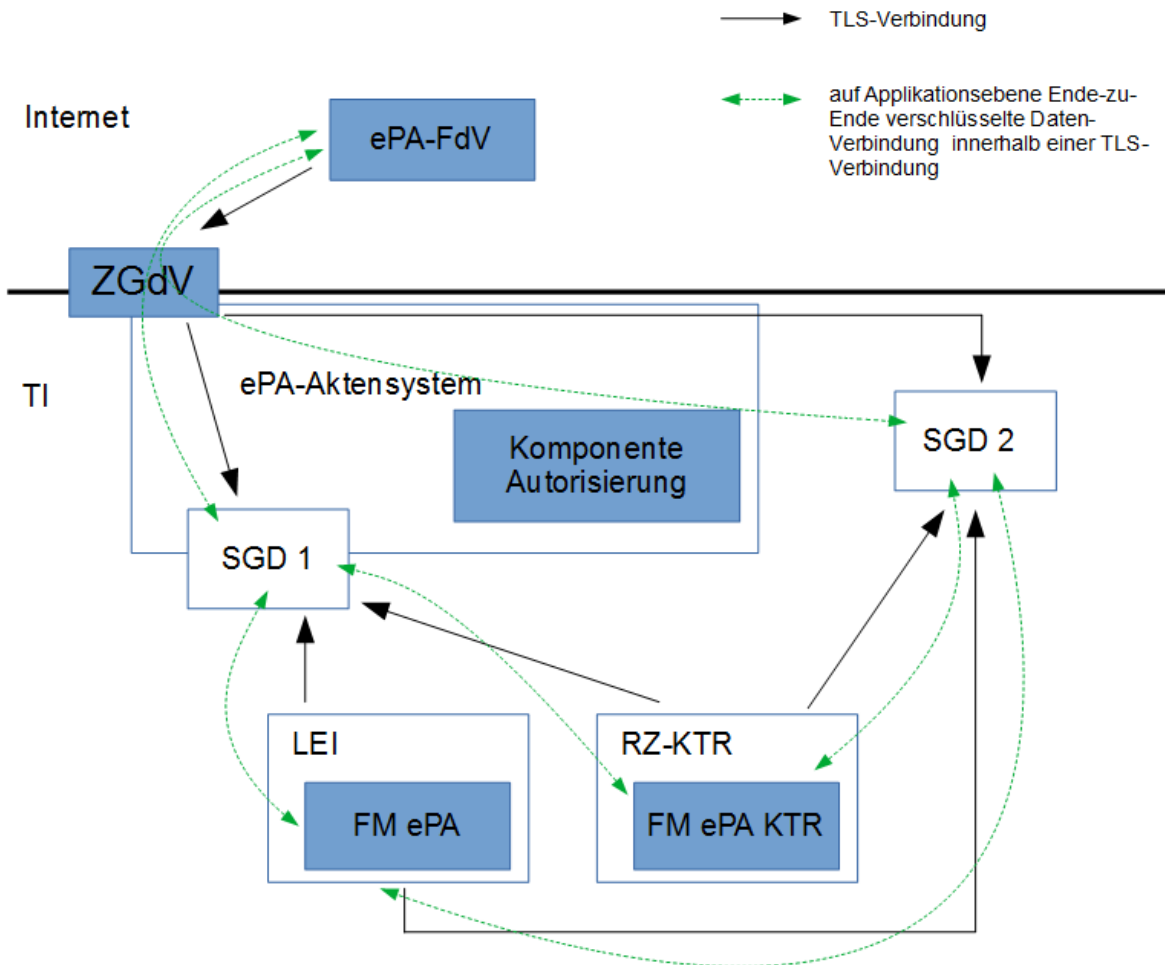 TLS-Verbindung
auf Applikationsebene Ende-zu-
Ende verschlüsselte Daten-
Verbindung innerhalb einer TLS-
Verbindung
Internet
ePA-FdV
ZGdV
TI
ePA-Aktensystem
Komponente
Autorisierung
SGD 2
SGD 1
LEI
FM ePA
RZ-KTR
FM ePA KTR